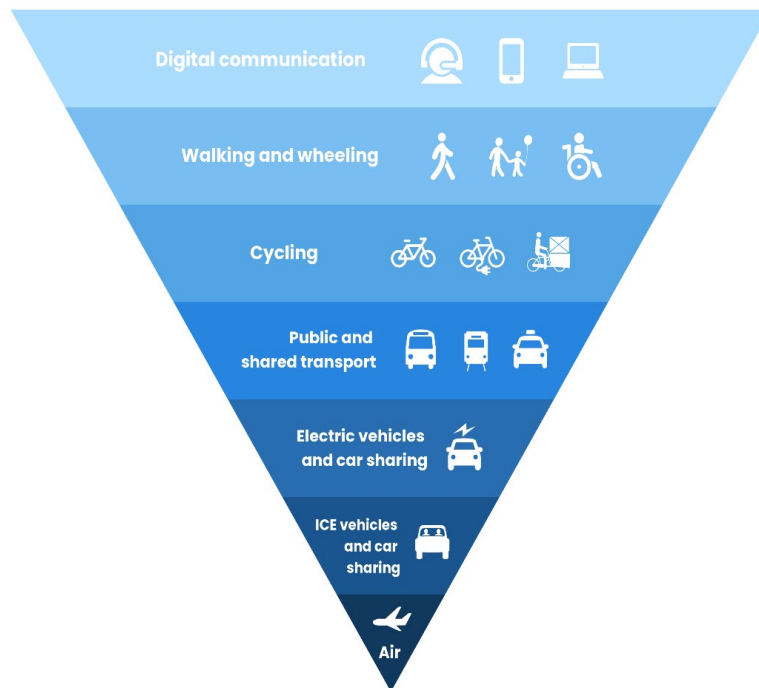 Digital communication
Walking and wheeling
Cycling
Public and
shared transport
Electric vehicles
and car sharing
ICE vehicles
and car
sharing
Air